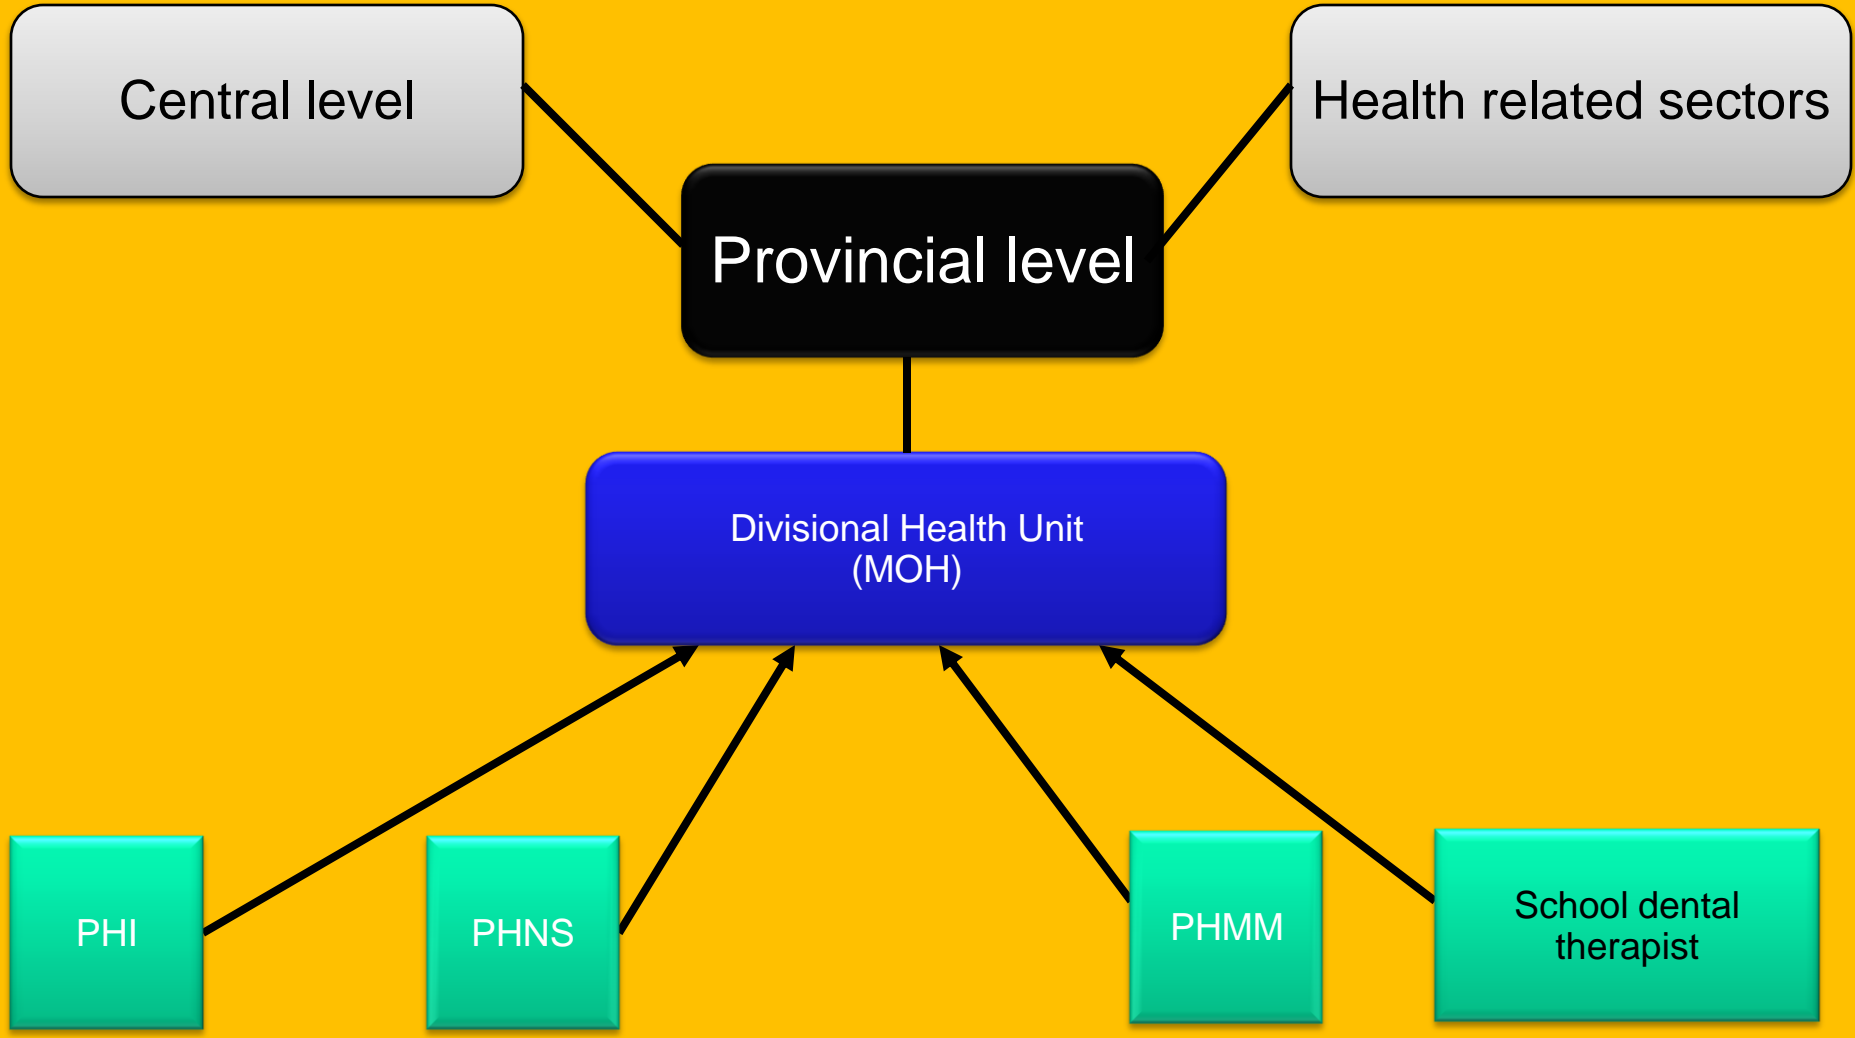 Central level
Health related sectors
Provincial level
Divisional Health Unit
(MOH)
PHI
PHNS
PHMM
School dental
therapist